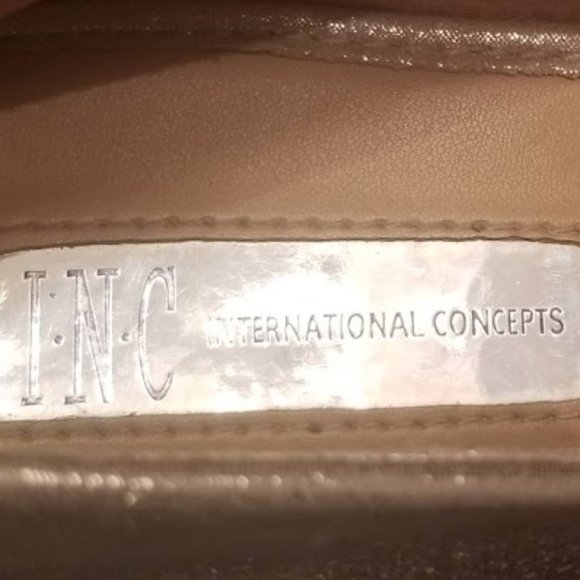 I·N·C INTERNATIONAL CONCEPTS